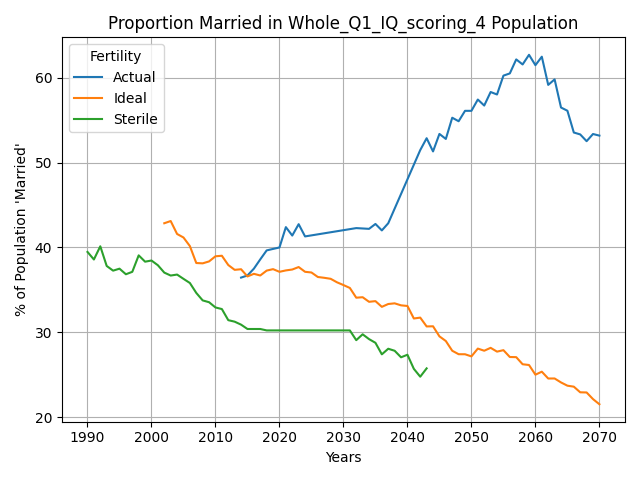 Proportion Married in Whole_Q1_IQ_scoring_4 Population
% of Population 'Married'
Fertility
Actual
Ideal
Sterile
60
50
40
30
20
1990 2000 2010 2020 2030 2040 2050 2060 2070
Years